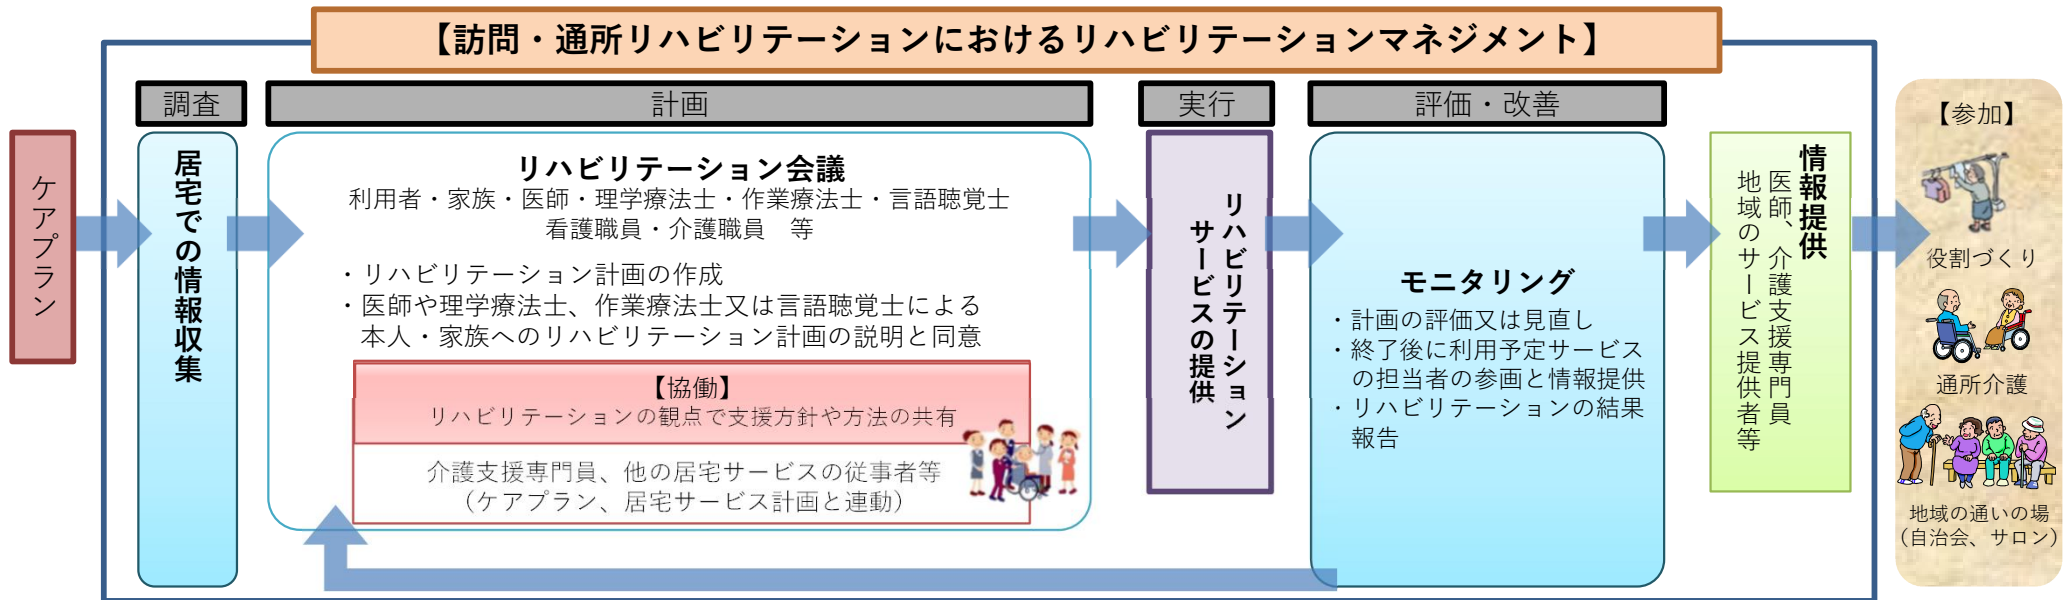 【訪問・通所リハビリテーションにおけるリハビリテーションマネジメント】
ケアプラン
調査
居宅での情報収集
計画
リハビリテーション会議
利用者・家族・医師・理学療法士・作業療法士・言語聴覚士
看護職員・介護職員　等
・リハビリテーション計画の作成
・医師や理学療法士、作業療法士又は言語聴覚士による
本人・家族へのリハビリテーション計画の説明と同意
【協働】
リハビリテーションの観点で支援方針や方法の共有
介護支援専門員、他の居宅サービスの従事者等
（ケアプラン、居宅サービス計画と連動）
実行
リハビリテーション
サービスの提供
評価・改善
モニタリング
・計画の評価又は見直し
・終了後に利用予定サービス
の担当者の参画と情報提供
・リハビリテーションの結果
報告
情報提供
医師、介護支援専門員
地域のサービス提供者等
【参加】
役割づくり
通所介護
地域の通いの場
（自治会、サロン）